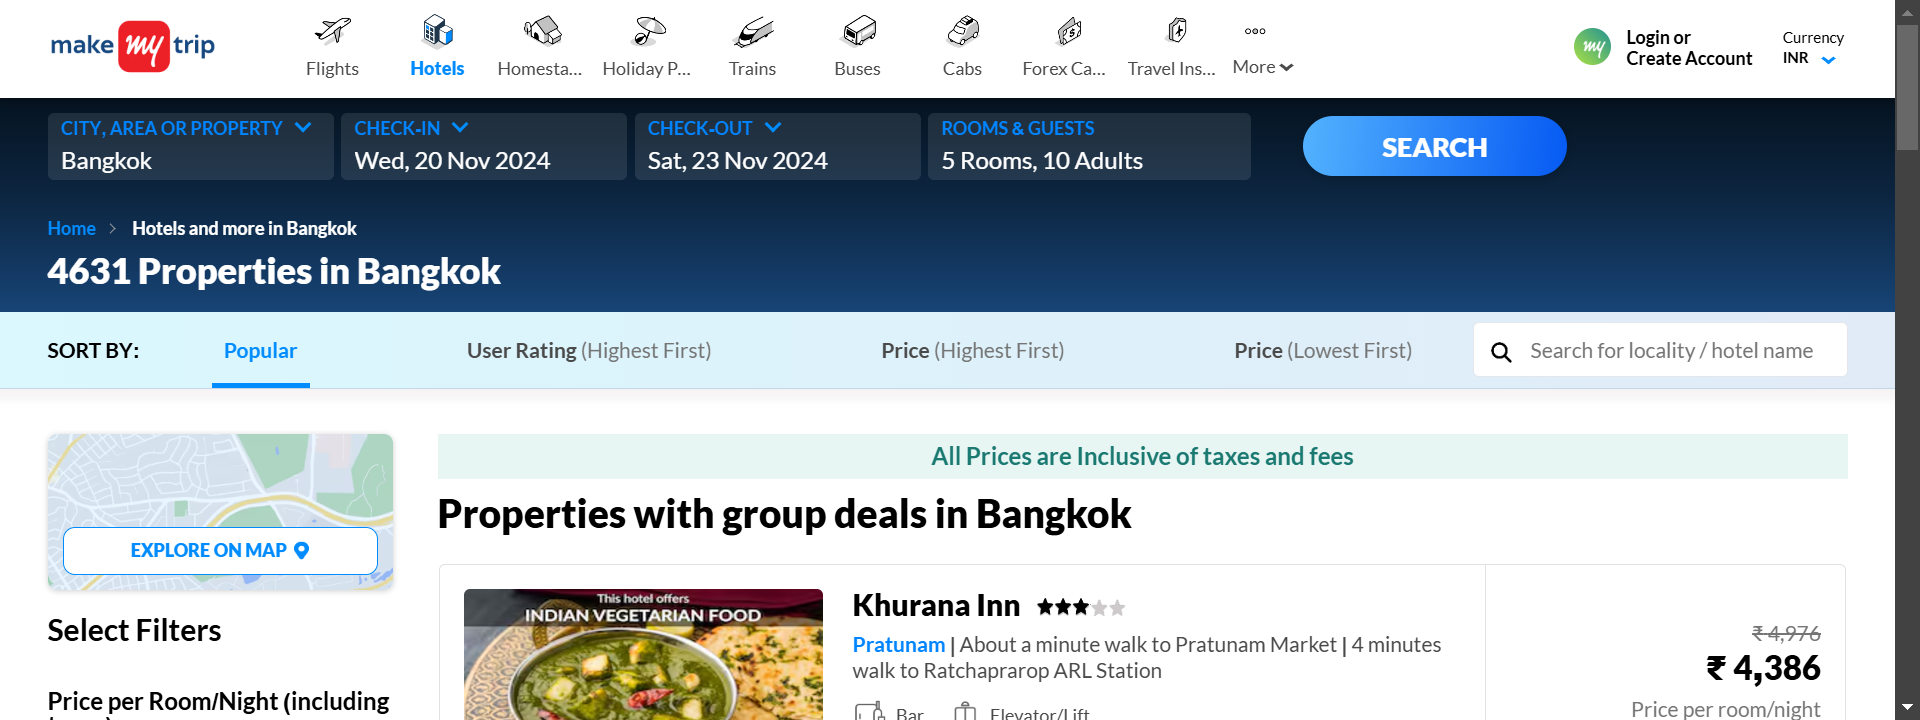 make my trip
Flights
Hotels
Homesta...
Holiday P...
Trains
Buses
Cabs
Forex Ca...
Travel Ins...
More
my
Login or
Create Account
Currency
INR
CITY, AREA OR PROPERTY
Bangkok
CHECK-IN
Wed, 20 Nov 2024
CHECK-OUT
Sat, 23 Nov 2024
ROOMS & GUESTS
5 Rooms, 10 Adults
SEARCH
Home > Hotels and more in Bangkok
4631 Properties in Bangkok
SORT BY:
Popular
User Rating (Highest First)
Price (Highest First)
Price (Lowest First)
Search for locality / hotel name
EXPLORE ON MAP
Select Filters
Price per Room/Night (including
All Prices are Inclusive of taxes and fees
Properties with group deals in Bangkok
This hotel offers
INDIAN VEGETARIAN FOOD
Khurana Inn
Pratunam | About a minute walk to Pratunam Market | 4 minutes
walk to Ratchaprarop ARL Station
Bar
Elevator/Lift
₹ 4,976
₹ 4,386
Price per room/night